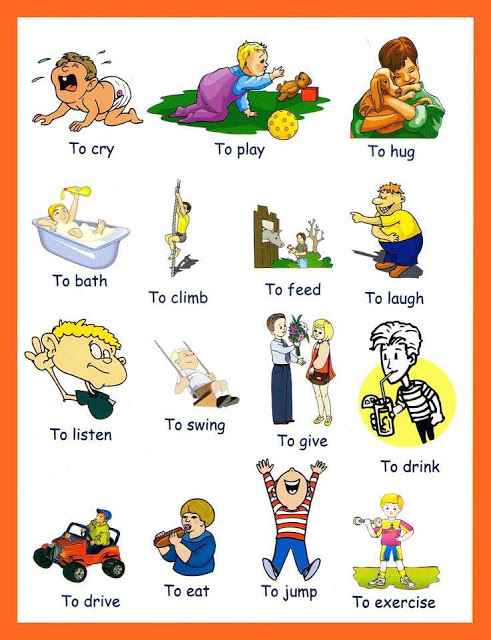 To cry
To play
To hug
To bath
To climb
To feed
To laugh
To listen
To swing
To give
To drink
To drive
To eat
To jump
To exercise